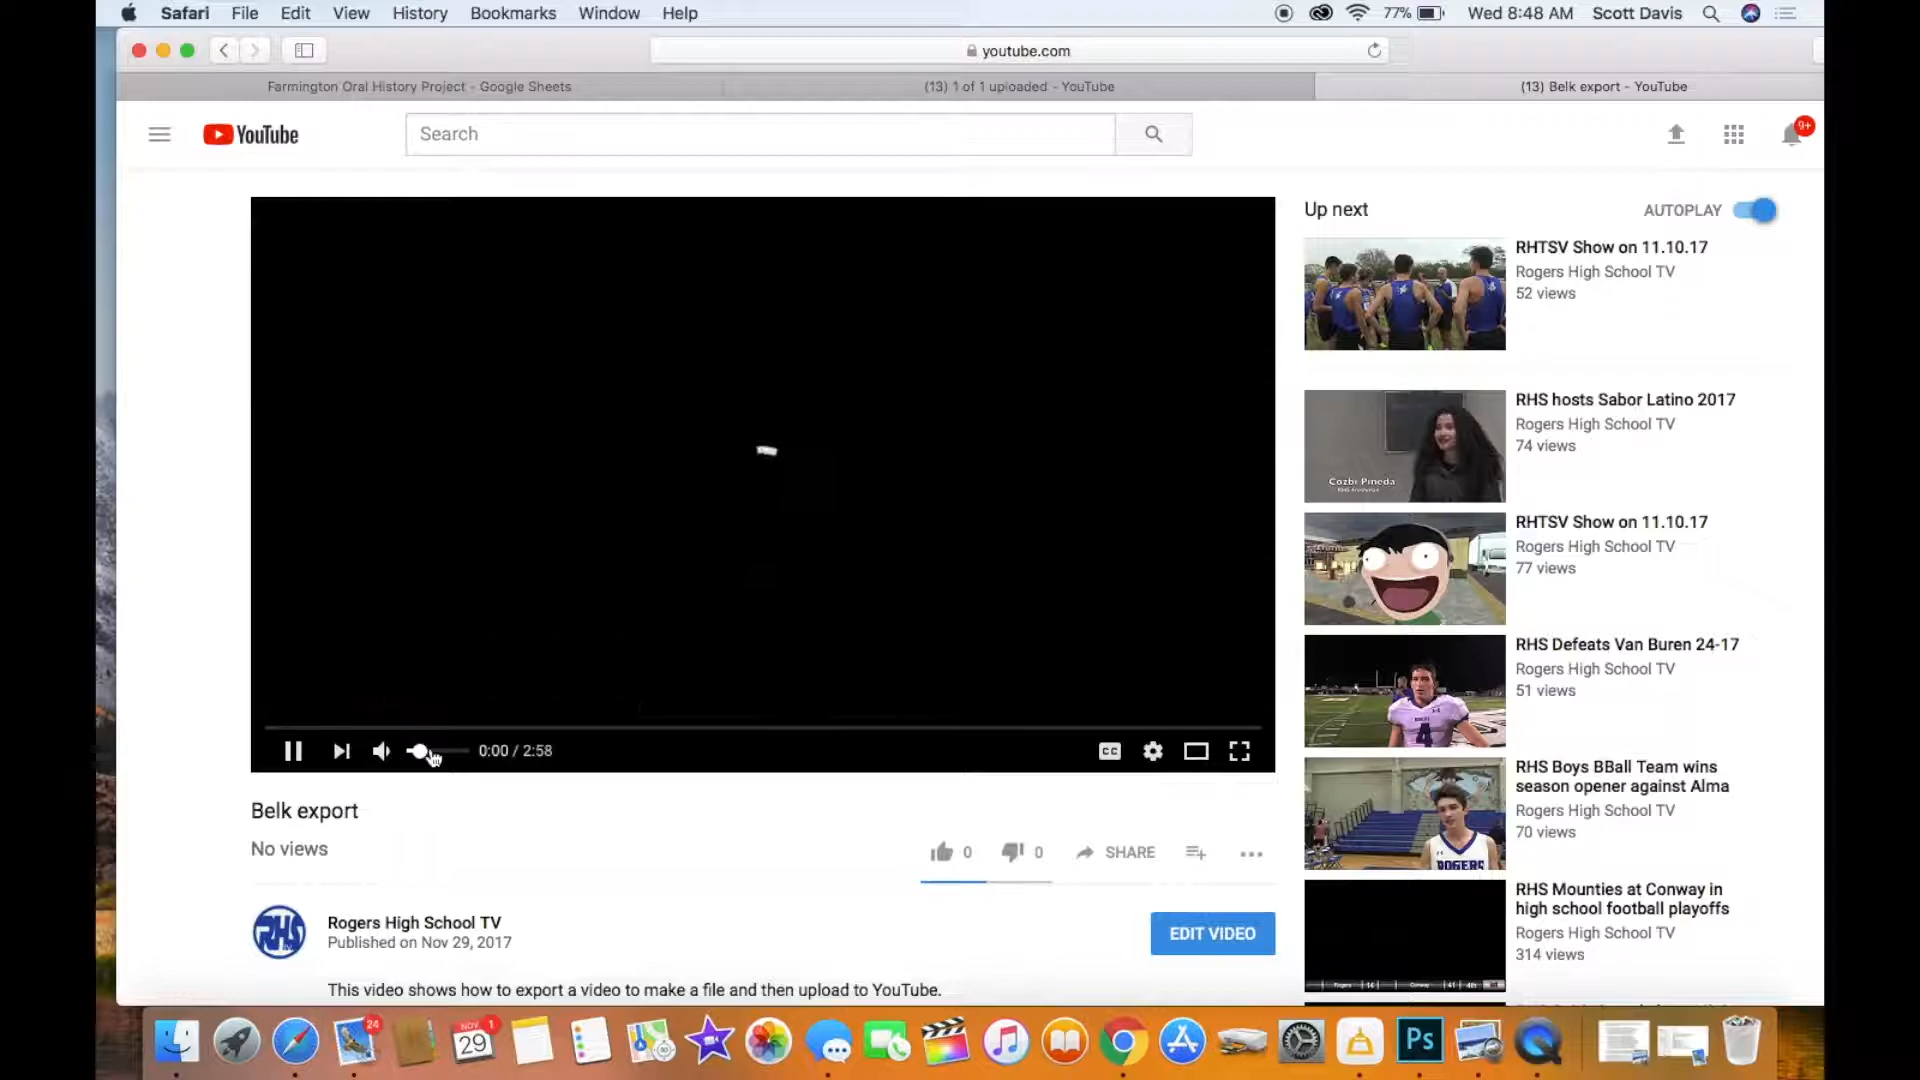 Safari File Edit View History Bookmarks Window Help 77% Wed 8:48 AM Scott Davis
youtube.com
Farmington Oral History Project - Google Sheets
(13) 1 of 1 uploaded - YouTube
(13) Belk export - YouTube
YouTube
Search
9+
Up next
AUTOPLAY
RHTSV Show on 11.10.17
Rogers High School TV
52 views
RHS hosts Sabor Latino 2017
Rogers High School TV
74 views
Cozbi Pineda
RHTSV Show on 11.10.17
Rogers High School TV
77 views
RHS Defeats Van Buren 24-17
Rogers High School TV
51 views
4
RHS Boys BBall Team wins
season opener against Alma
Rogers High School TV
70 views
ROGERS
RHS Mounties at Conway in
high school football playoffs
Rogers High School TV
314 views
0:00 / 2:58
CC
Belk export
No views
0
0
SHARE
RHS
Rogers High School TV
Published on Nov 29, 2017
EDIT VIDEO
This video shows how to export a video to make a file and then upload to YouTube.
24
NOV
1
29
Ps